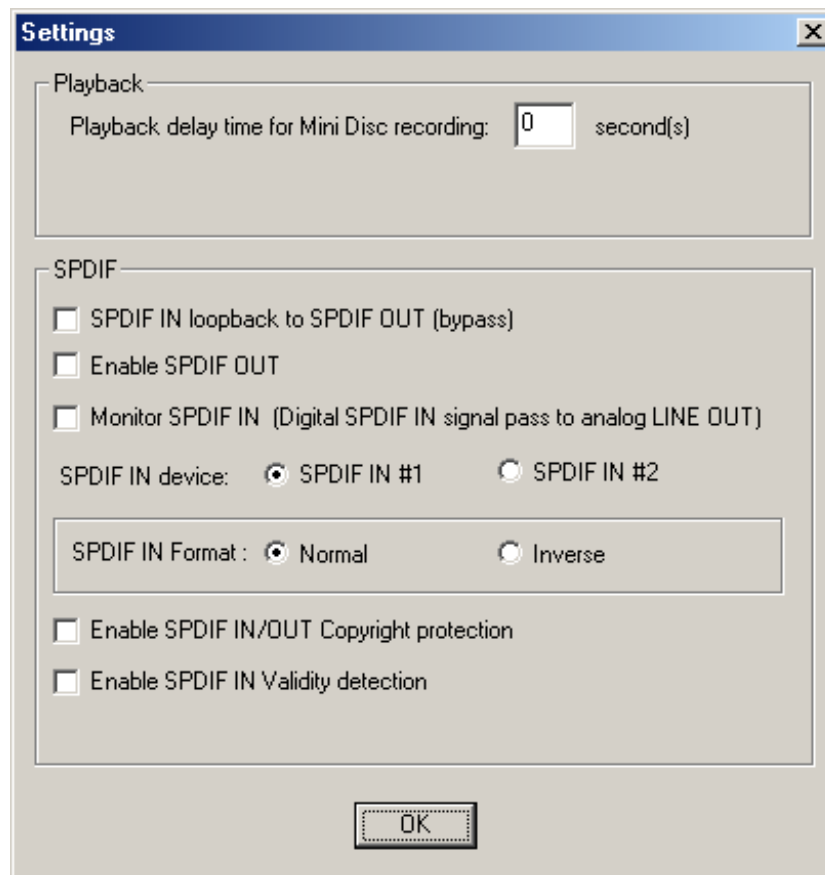 Settings
Playback
Playback delay time for Mini Disc recording: 0 second(s)
SPDIF
SPDIF IN loopback to SPDIF OUT (bypass)
Enable SPDIF OUT
Monitor SPDIF IN (Digital SPDIF IN signal pass to analog LINE OUT)
SPDIF IN device: SPDIF IN #1 SPDIF IN #2
SPDIF IN Format : Normal Inverse
Enable SPDIF IN/OUT Copyright protection
Enable SPDIF IN Validity detection
OK